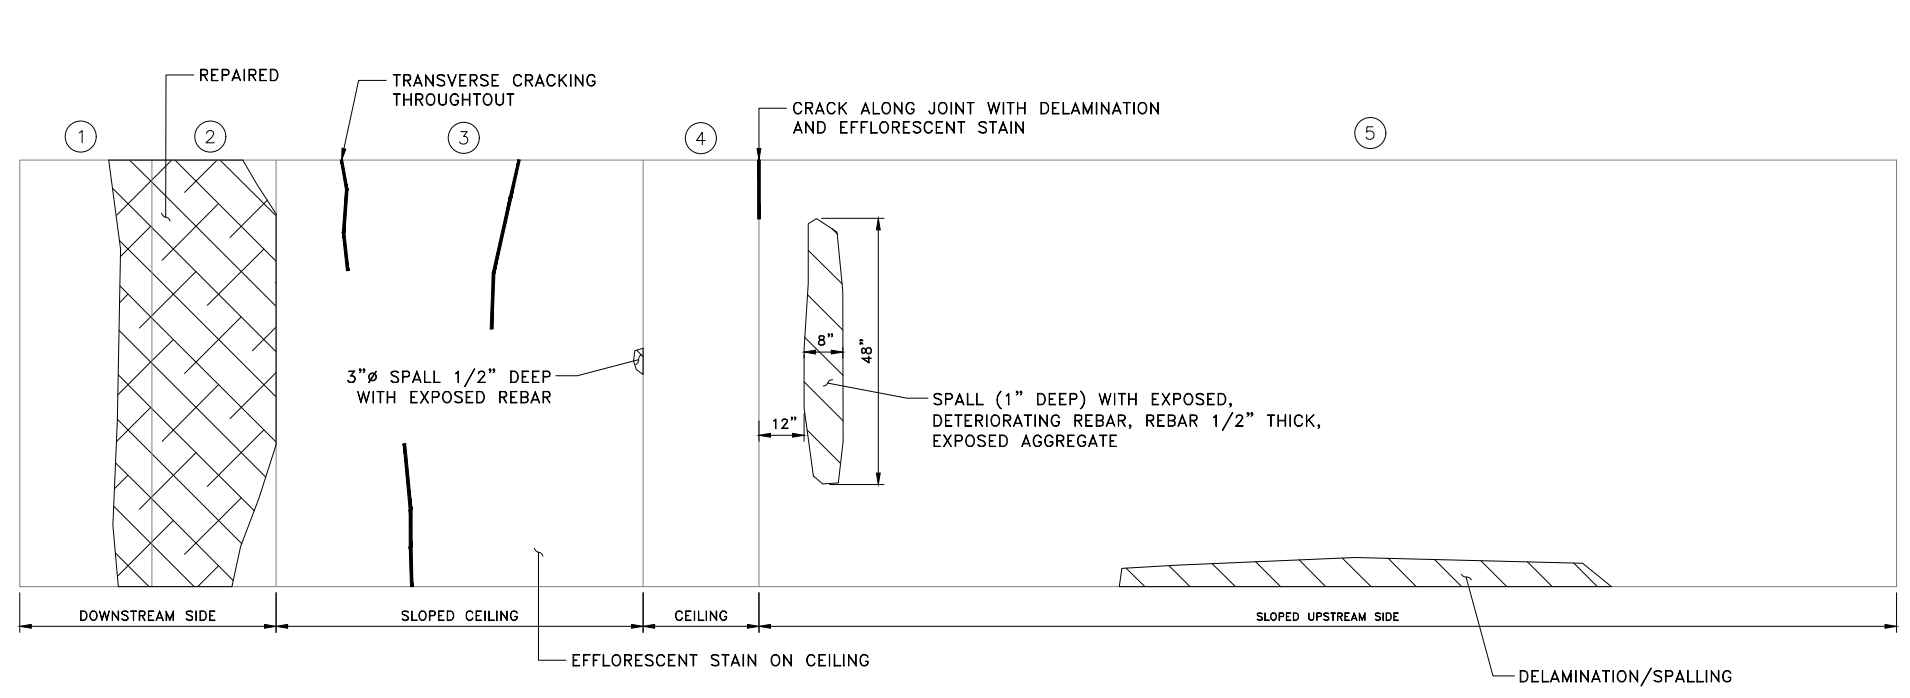 REPAIRED
TRANSVERSE CRACKING
THROUGHTOUT
CRACK ALONG JOINT WITH DELAMINATION
AND EFFLORESCENT STAIN
1
2
3
4
5
8”
48”
3”ø SPALL 1/2” DEEP
WITH EXPOSED REBAR
12”
SPALL (1” DEEP) WITH EXPOSED,
DETERIORATING REBAR, REBAR 1/2” THICK,
EXPOSED AGGREGATE
DOWNSTREAM SIDE
SLOPED CEILING
CEILING
SLOPED UPSTREAM SIDE
EFFLORESCENT STAIN ON CEILING
DELAMINATION/SPALLING